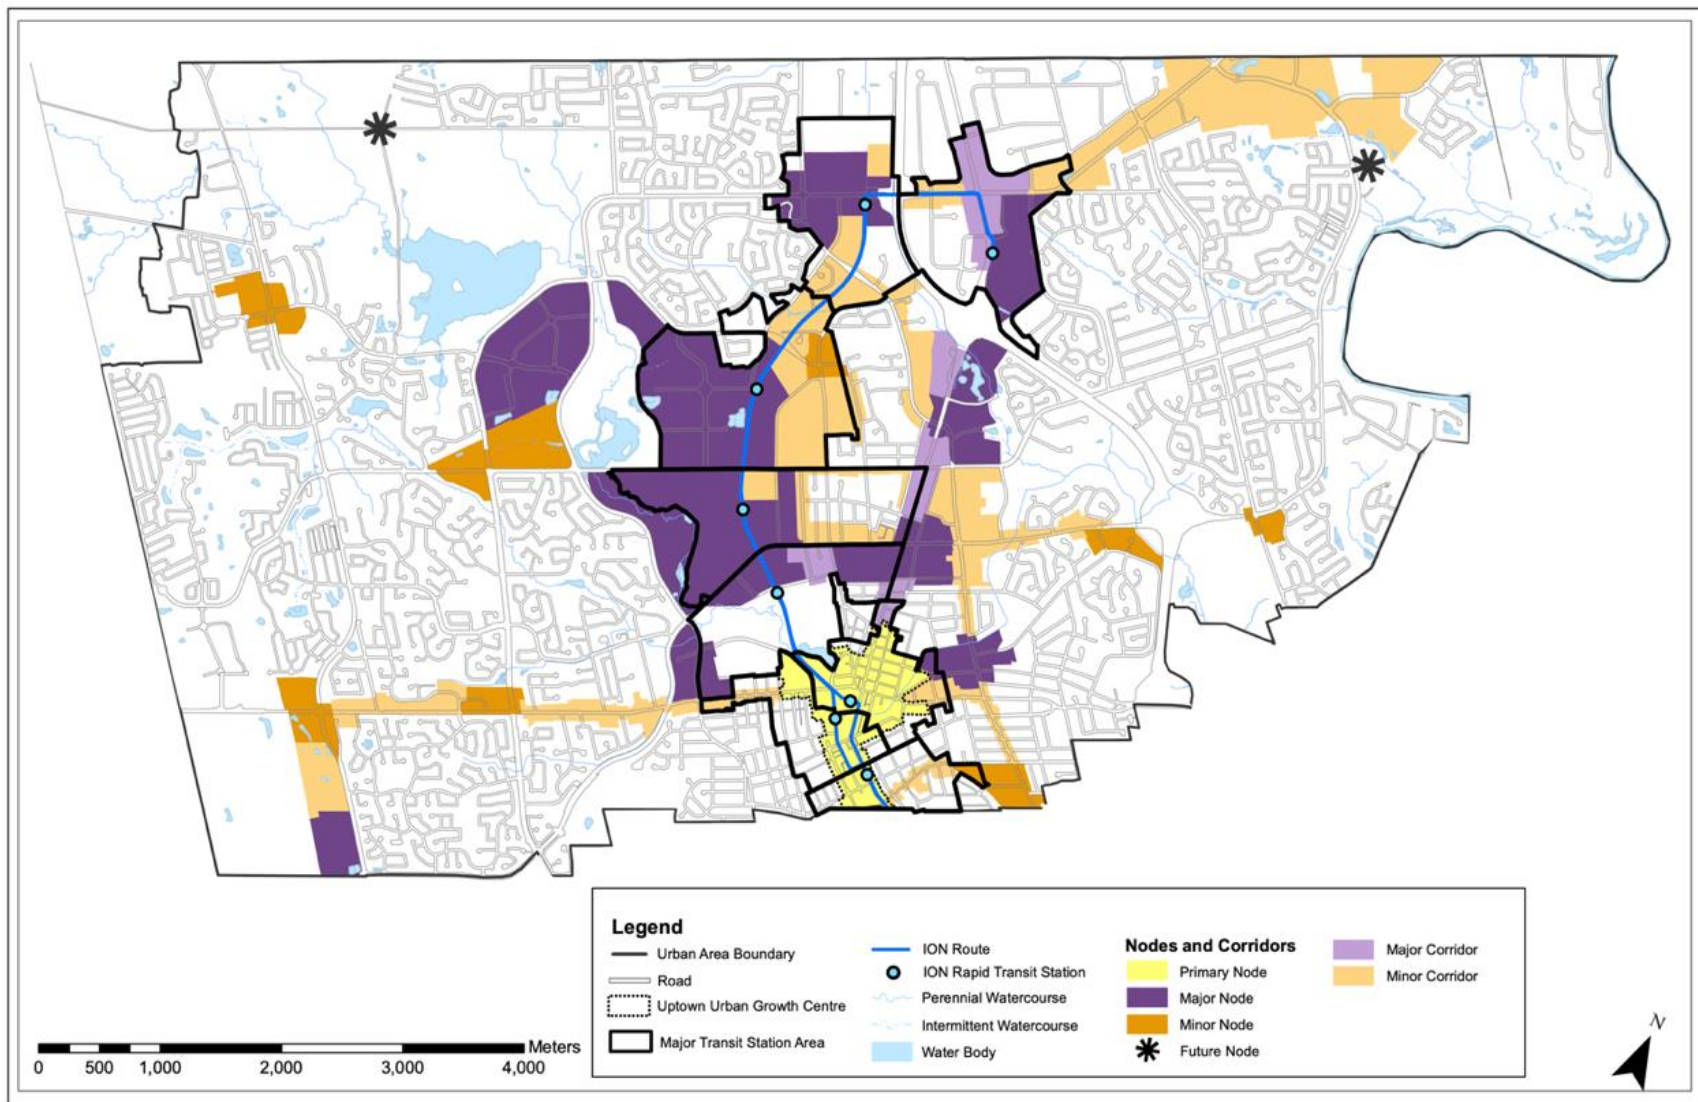 N
Legend
Urban Area Boundary
Road
Uptown Urban Growth Centre
Major Transit Station Area
ION Route
ION Rapid Transit Station
Perennial Watercourse
Intermittent Watercourse
Water Body
Nodes and Corridors
Primary Node
Major Node
Minor Node
Future Node
Major Corridor
Minor Corridor
Meters
0 500 1,000 2,000 3,000 4,000